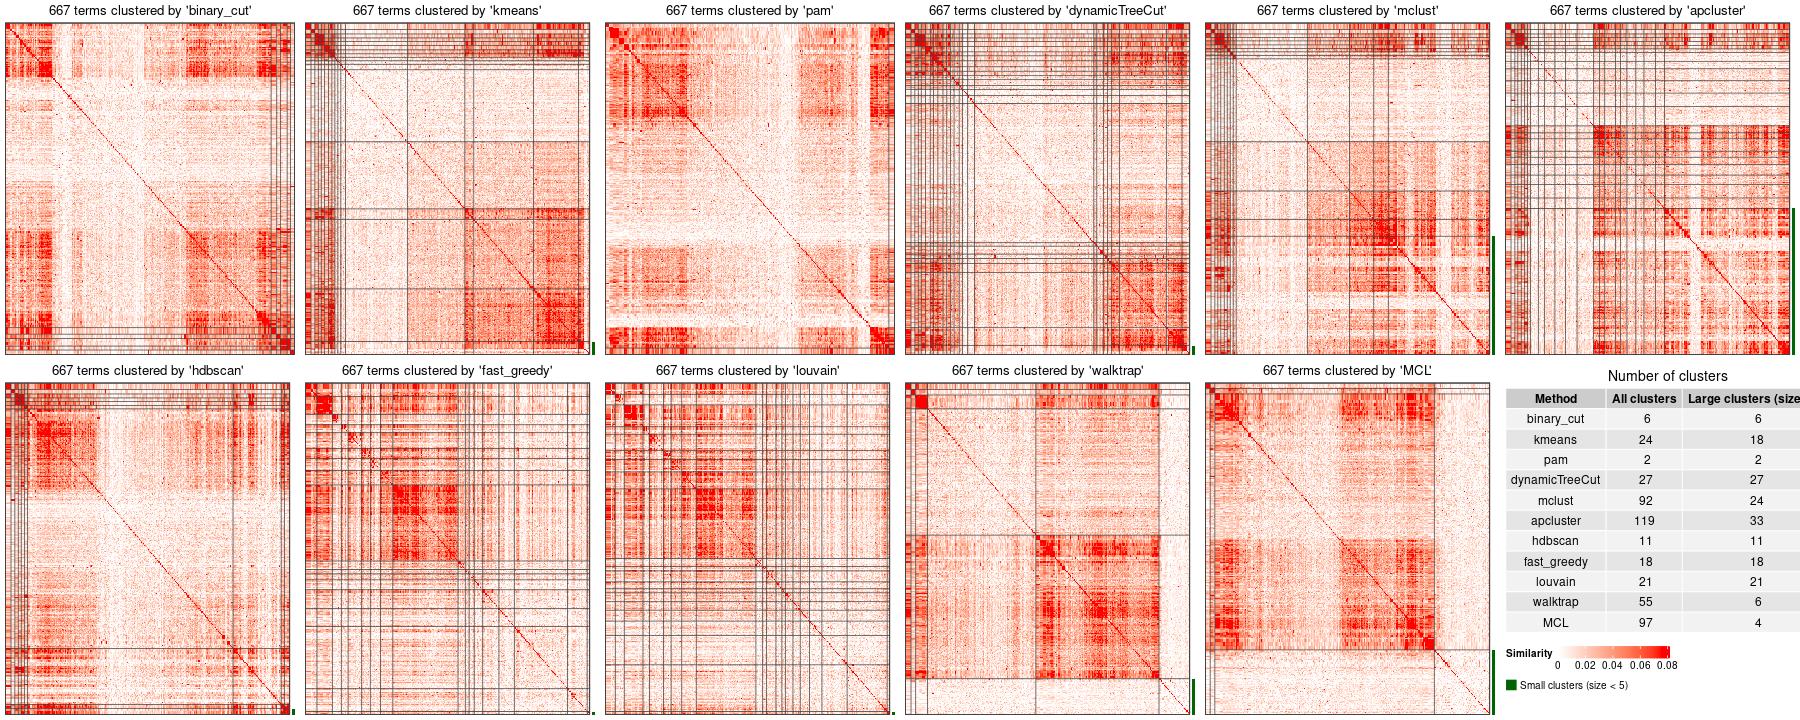 667 terms clustered by 'binary_cut'
667 terms clustered by 'kmeans'
667 terms clustered by 'pam'
667 terms clustered by 'dynamicTreeCut'
667 terms clustered by 'mclust'
667 terms clustered by 'apcluster'
667 terms clustered by 'hdbscan'
667 terms clustered by 'fast_greedy'
667 terms clustered by 'louvain'
667 terms clustered by 'walktrap'
667 terms clustered by 'MCL'
Number of clusters
Method All clusters Large clusters (size
binary_cut 6 6
kmeans 24 18
pam 2 2
dynamicTreeCut 27 27
mclust 92 24
apcluster 119 33
hdbscan 11 11
fast_greedy 18 18
louvain 21 21
walktrap 55 6
MCL 97 4
Similarity
0 0.02 0.04 0.06 0.08
Small clusters (size < 5)